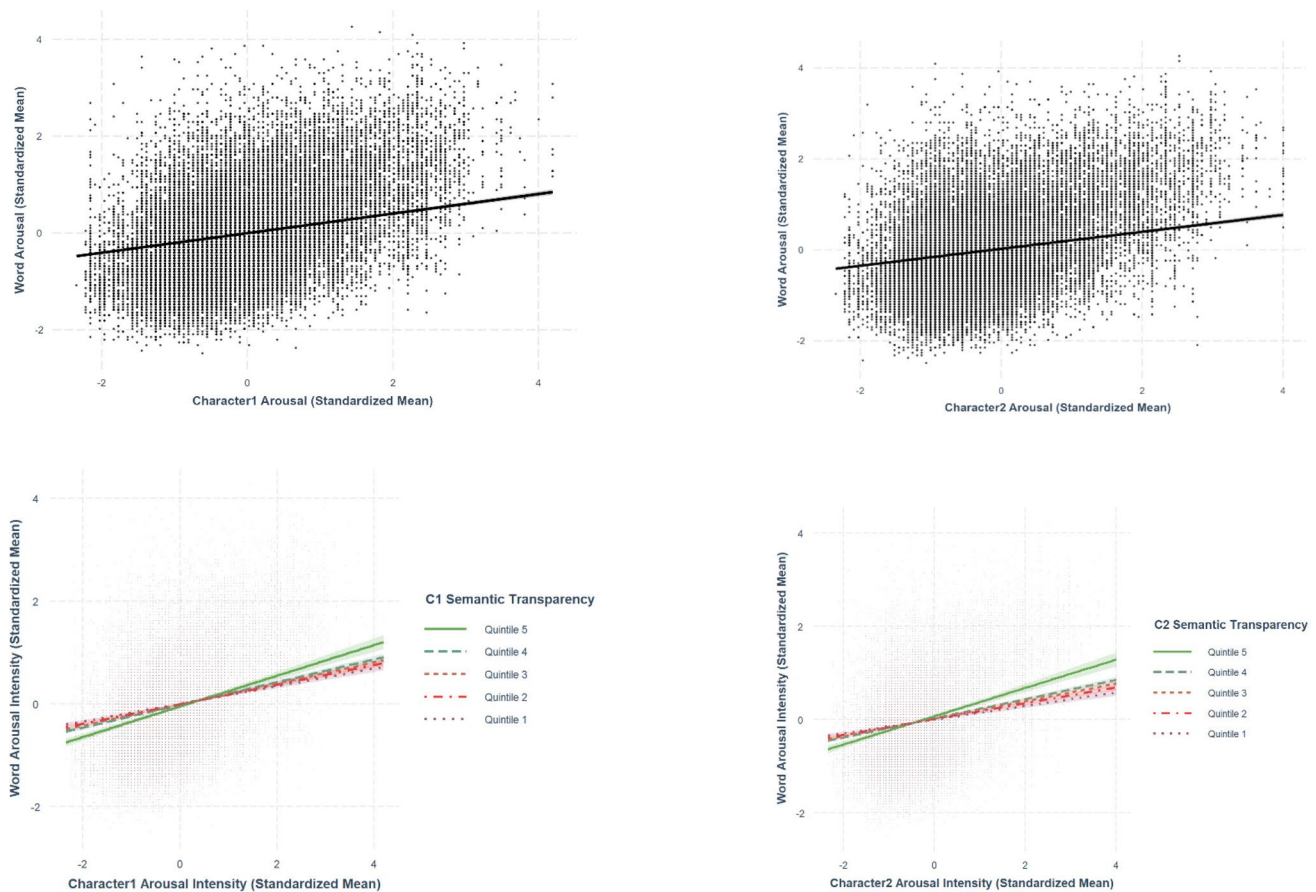 4
2
0
-2
Word Arousal (Standardized Mean)
-2
0
2
4
Character1 Arousal (Standardized Mean)
4
2
0
-2
Word Arousal (Standardized Mean)
-2
0
2
4
Character2 Arousal (Standardized Mean)
4
2
0
-2
Word Arousal Intensity (Standardized Mean)
-2
0
2
4
Character1 Arousal Intensity (Standardized Mean)
C1 Semantic Transparency
Quintile 5
Quintile 4
Quintile 3
Quintile 2
Quintile 1
4
2
0
-2
Word Arousal Intensity (Standardized Mean)
-2
0
2
4
Character2 Arousal Intensity (Standardized Mean)
C2 Semantic Transparency
Quintile 5
Quintile 4
Quintile 3
Quintile 2
Quintile 1